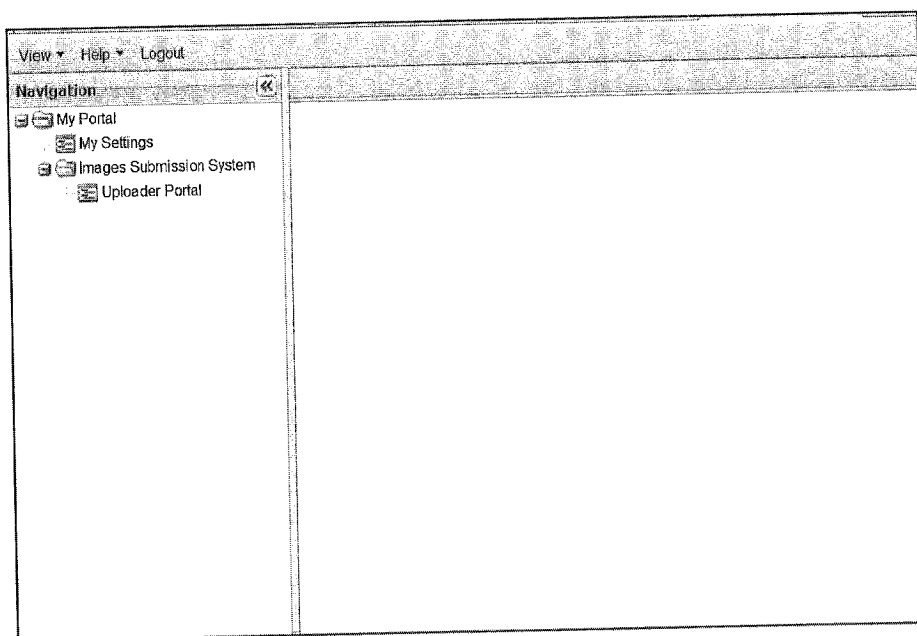 View Help Logout
Navigation
My Portal
My Settings
Images Submission System
Uploader Portal